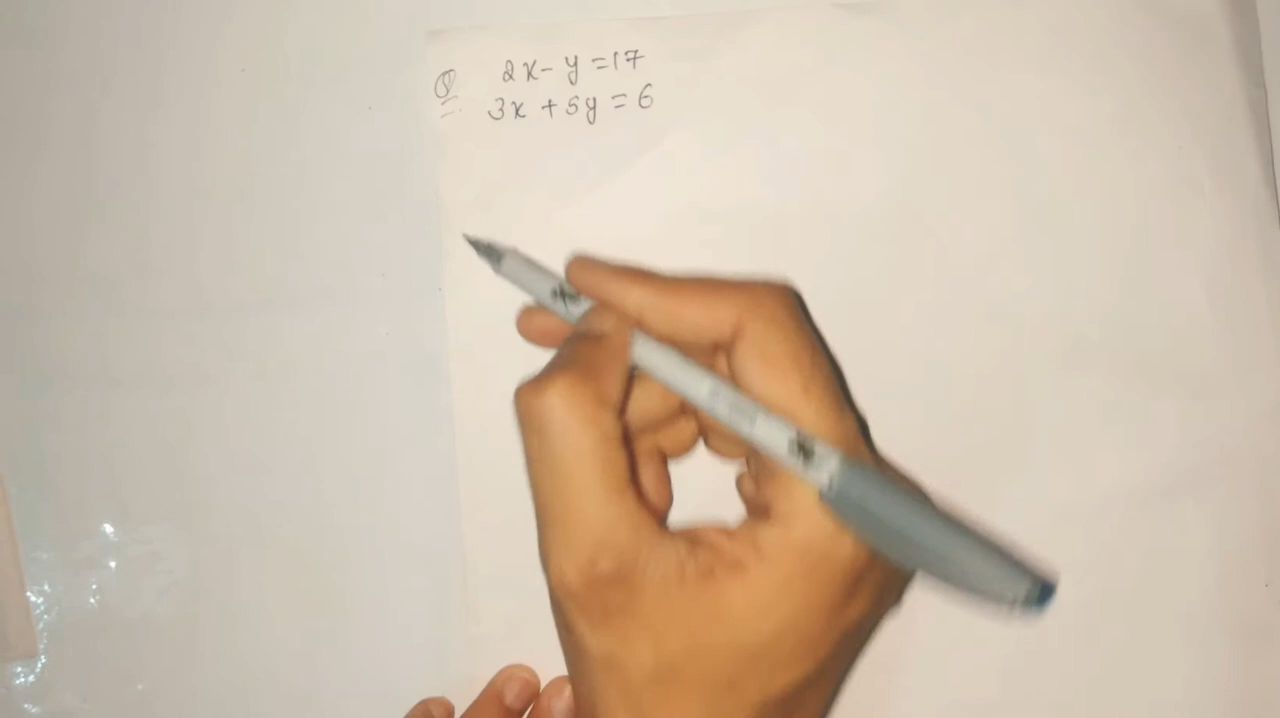 Q 2x - y = 17
3x + 5y = 6